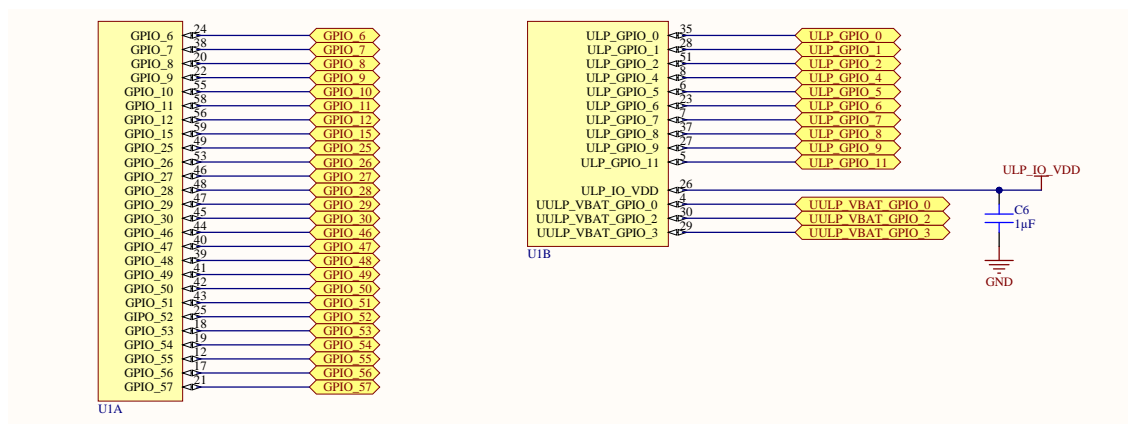 GPIO_6 24 GPIO_6
GPIO_7 38 GPIO_7
GPIO_8 20 GPIO_8
GPIO_9 22 GPIO_9
GPIO_10 55 GPIO_10
GPIO_11 58 GPIO_11
GPIO_12 56 GPIO_12
GPIO_15 59 GPIO_15
GPIO_25 49 GPIO_25
GPIO_26 53 GPIO_26
GPIO_27 46 GPIO_27
GPIO_28 48 GPIO_28
GPIO_29 47 GPIO_29
GPIO_30 45 GPIO_30
GPIO_46 44 GPIO_46
GPIO_47 40 GPIO_47
GPIO_48 39 GPIO_48
GPIO_49 41 GPIO_49
GPIO_50 42 GPIO_50
GPIO_51 43 GPIO_51
GIPO_52 25 GPIO_52
GPIO_53 18 GPIO_53
GPIO_54 19 GPIO_54
GPIO_55 12 GPIO_55
GPIO_56 17 GPIO_56
GPIO_57 21 GPIO_57
U1A
ULP_GPIO_0 35 ULP_GPIO_0
ULP_GPIO_1 28 ULP_GPIO_1
ULP_GPIO_2 51 ULP_GPIO_2
ULP_GPIO_4 8 ULP_GPIO_4
ULP_GPIO_5 6 ULP_GPIO_5
ULP_GPIO_6 23 ULP_GPIO_6
ULP_GPIO_7 7 ULP_GPIO_7
ULP_GPIO_8 37 ULP_GPIO_8
ULP_GPIO_9 27 ULP_GPIO_9
ULP_GPIO_11 5 ULP_GPIO_11
ULP_IO_VDD 26 ULP_IO_VDD
UULP_VBAT_GPIO_0 4 UULP_VBAT_GPIO_0
UULP_VBAT_GPIO_2 30 UULP_VBAT_GPIO_2
UULP_VBAT_GPIO_3 29 UULP_VBAT_GPIO_3
U1B
C6
1µF
GND